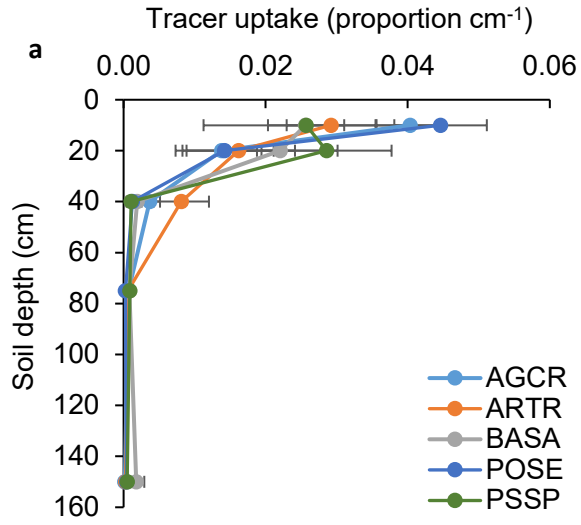 Tracer uptake (proportion cm-1)
a
0.00 0.02 0.04 0.06
0
20
40
60
80
100
120
140
160
Soil depth (cm)
AGCR
ARTR
BASA
POSE
PSSP